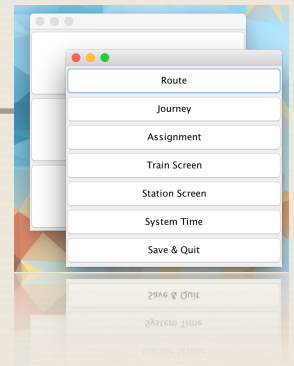 Route
Journey
Assignment
Train Screen
Station Screen
System Time
Save & Quit